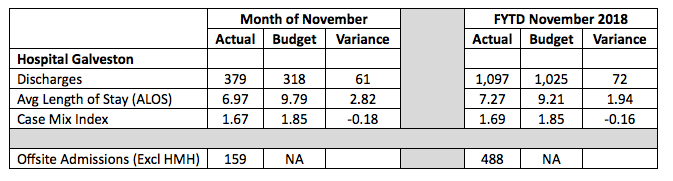 Month of November FYTD November 2018
Actual Budget Variance Actual Budget Variance
Hospital Galveston
Discharges 379 318 61 1,097 1,025 72
Avg Length of Stay (ALOS) 6.97 9.79 2.82 7.27 9.21 1.94
Case Mix Index 1.67 1.85 -0.18 1.69 1.85 -0.16
Offsite Admissions (Excl HMH) 159 NA 488 NA